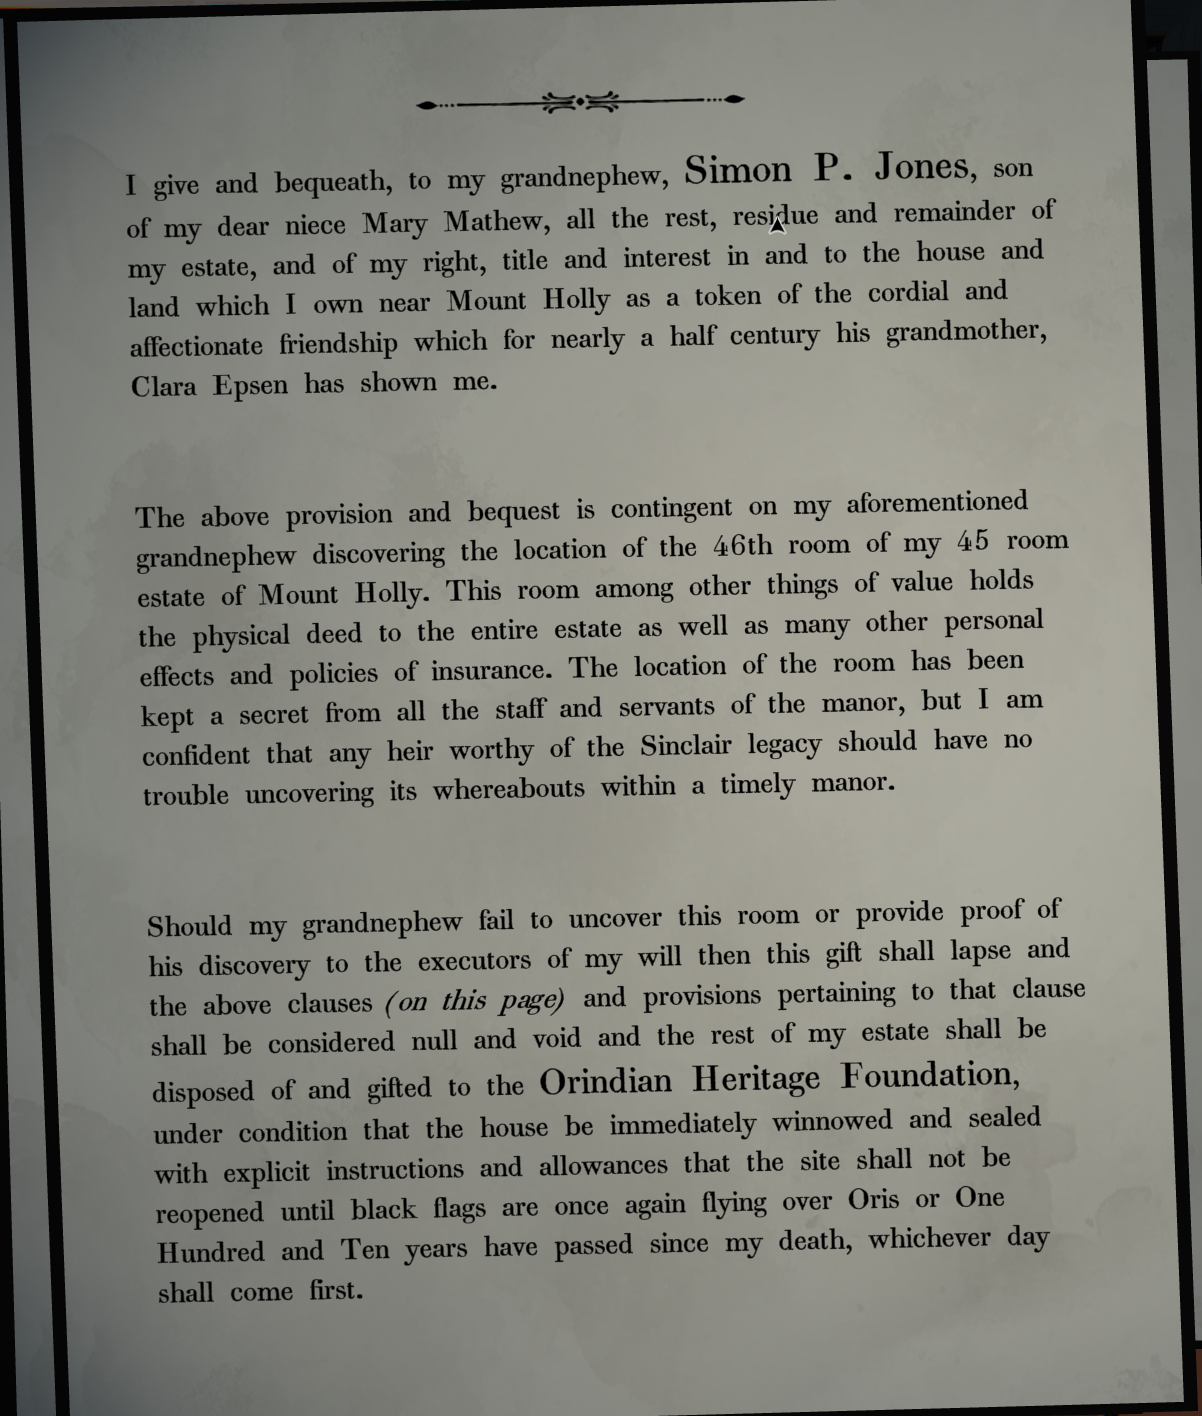 I give and bequeath, to my grandnephew, Simon P. Jones, son
of my dear niece Mary Mathew, all the rest, residue and remainder of
my estate, and of my right, title and interest in and to the house and
land which I own near Mount Holly as a token of the cordial and
affectionate friendship which for nearly a half century his grandmother,
Clara Epsen has shown me.
The above provision and bequest is contingent on my aforementioned
grandnephew discovering the location of the 46th room of my 45 room
estate of Mount Holly. This room among other things of value holds
the physical deed to the entire estate as well as many other personal
effects and policies of insurance. The location of the room has been
kept a secret from all the staff and servants of the manor, but I am
confident that any heir worthy of the Sinclair legacy should have no
trouble uncovering its whereabouts within a timely manor.
Should my grandnephew fail to uncover this room or provide proof of
his discovery to the executors of my will then this gift shall lapse and
the above clauses (on this page) and provisions pertaining to that clause
shall be considered null and void and the rest of my estate shall be
disposed of and gifted to the Orindian Heritage Foundation,
under condition that the house be immediately winnowed and sealed
with explicit instructions and allowances that the site shall not be
reopened until black flags are once again flying over Oris or One
Hundred and Ten years have passed since my death, whichever day
shall come first.